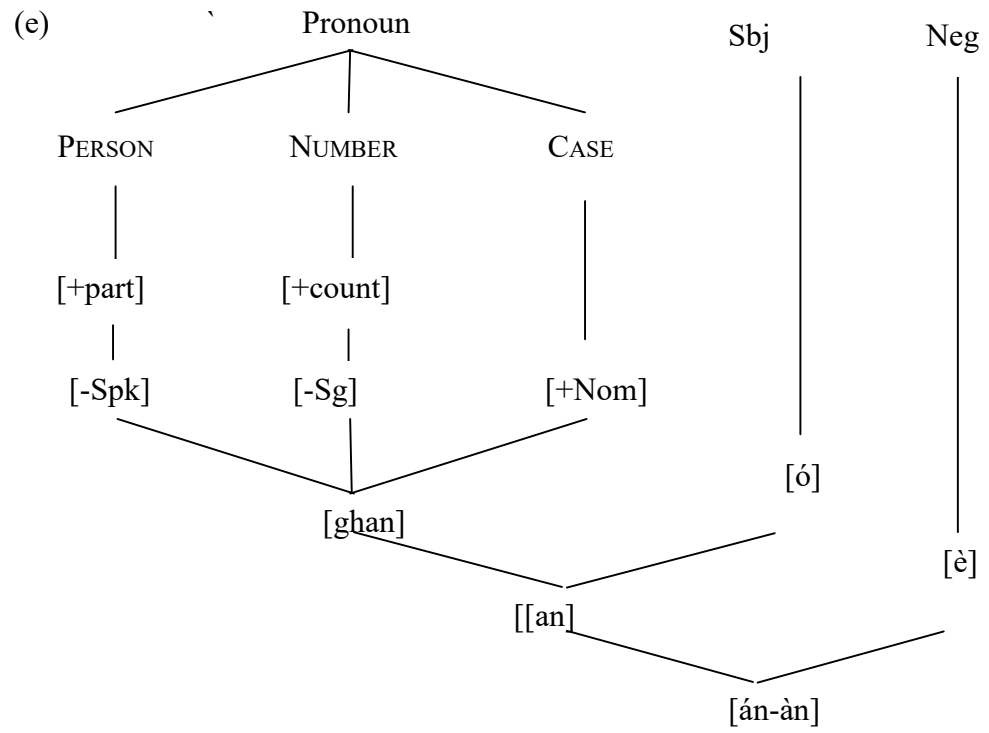 (e) ` Pronoun Sbj Neg
PERSON NUMBER CASE
[+part] [+count]
[-Spk] [-Sg] [+Nom]
[ó]
[ghan]
[è]
[[an]
[án-àn]